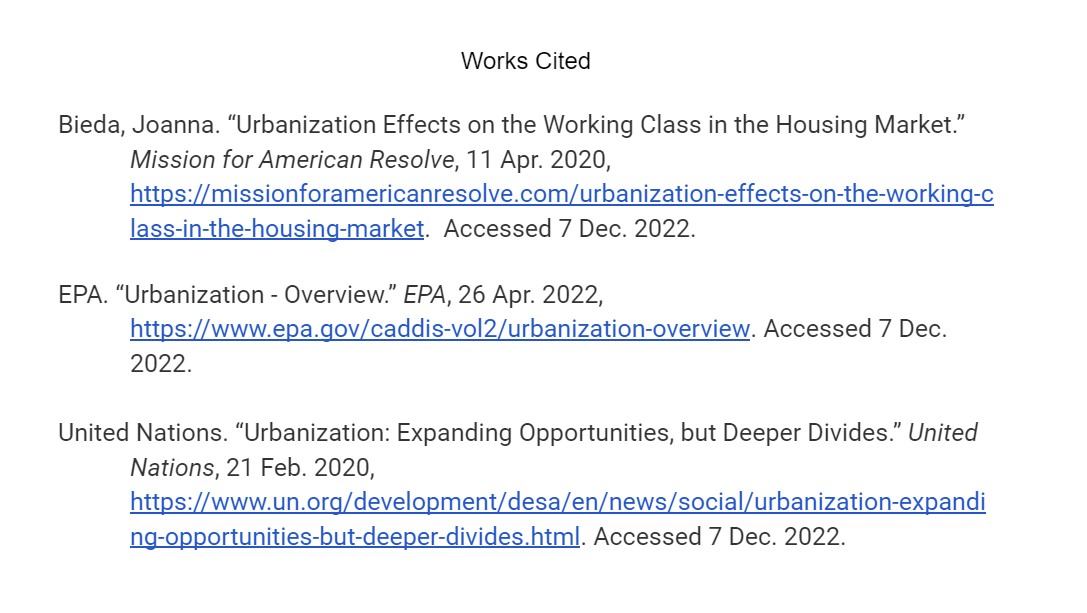 Works Cited
Bieda, Joanna. “Urbanization Effects on the Working Class in the Housing Market.”
Mission for American Resolve, 11 Apr. 2020,
https://missionforamericanresolve.com/urbanization-effects-on-the-working-c
lass-in-the-housing-market.  Accessed 7 Dec. 2022.
EPA. “Urbanization - Overview.” EPA, 26 Apr. 2022,
https://www.epa.gov/caddis-vol2/urbanization-overview. Accessed 7 Dec.
2022.
United Nations. “Urbanization: Expanding Opportunities, but Deeper Divides.” United
Nations, 21 Feb. 2020,
https://www.un.org/development/desa/en/news/social/urbanization-expandi
ng-opportunities-but-deeper-divides.html. Accessed 7 Dec. 2022.